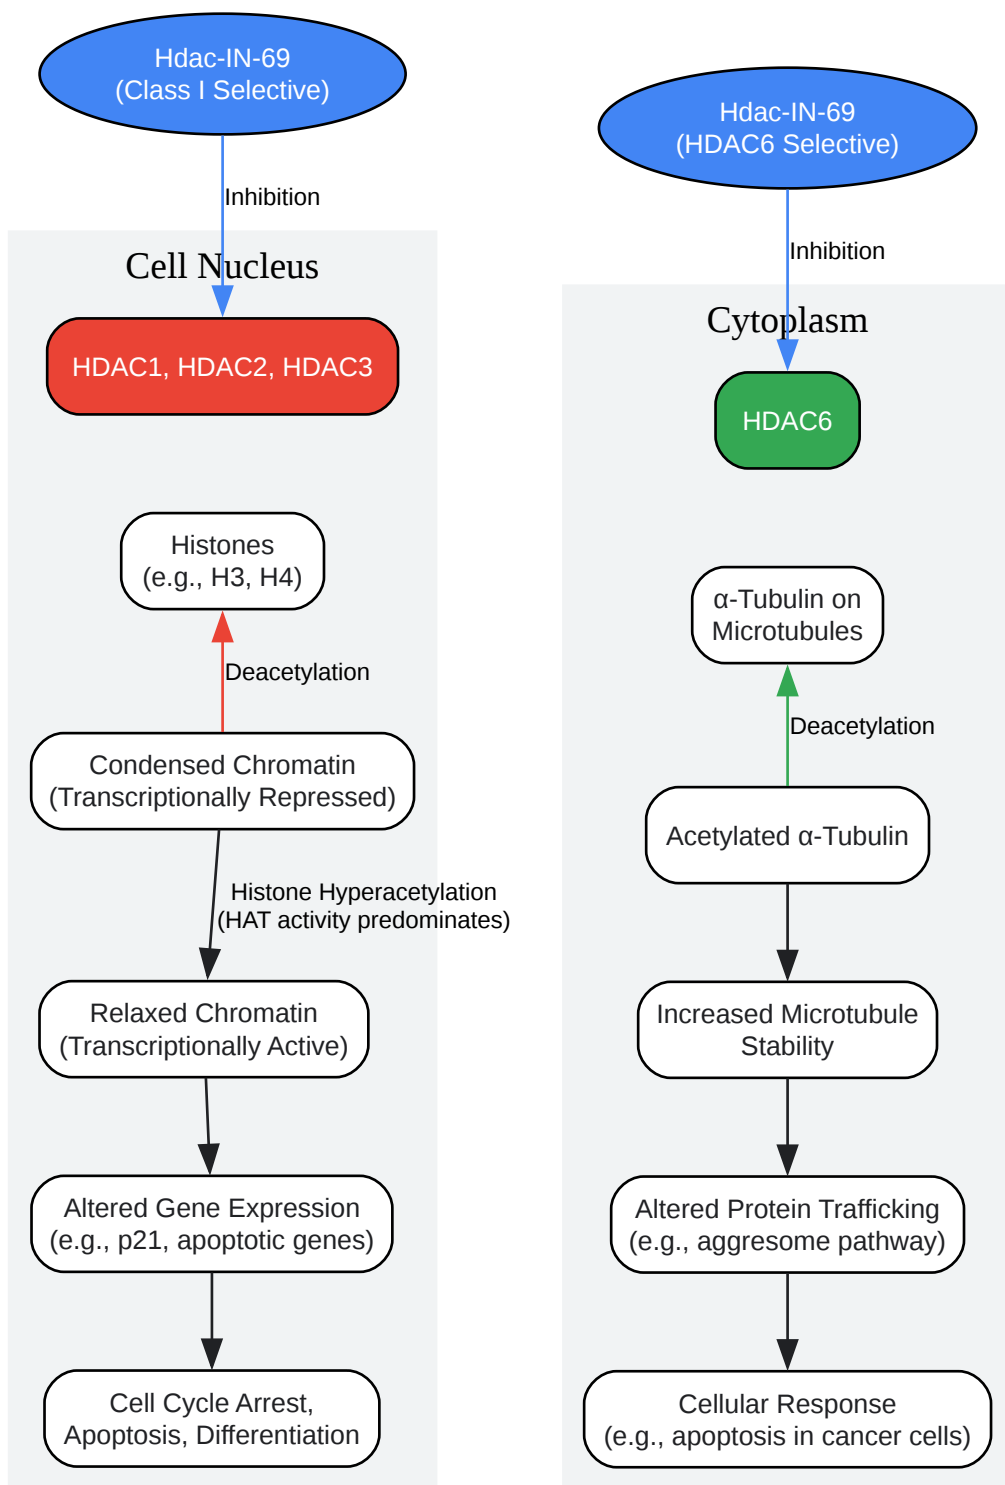 Hdac-IN-69
(Class I Selective)
Inhibition
Cell Nucleus
HDAC1, HDAC2, HDAC3
Histones
(e.g., H3, H4)
Deacetylation
Condensed Chromatin
(Transcriptionally Repressed)
Histone Hyperacetylation
(HAT activity predominates)
Relaxed Chromatin
(Transcriptionally Active)
Altered Gene Expression
(e.g., p21, apoptotic genes)
Cell Cycle Arrest,
Apoptosis, Differentiation
Hdac-IN-69
(HDAC6 Selective)
Inhibition
Cytoplasm
HDAC6
α-Tubulin on
Microtubules
Deacetylation
Acetylated α-Tubulin
Increased Microtubule
Stability
Altered Protein Trafficking
(e.g., aggresome pathway)
Cellular Response
(e.g., apoptosis in cancer cells)